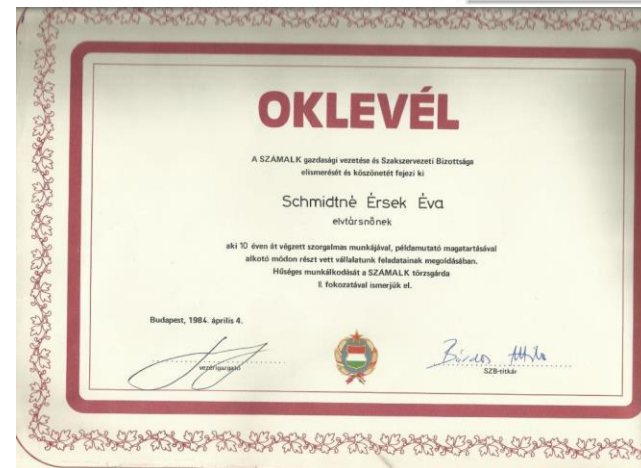 OKLEVÉL
A SZÁMALK gazdasági vezetése és Szakszervezeti Bizottsága
elismerését és köszönetét fejezi ki
Schmidtnè Érsek Éva
elvtársnőnek
aki 10 éven át végzett szorgalmas munkájával, példamutató magatartásával
alkotó módon részt vett vállalatunk feladatainak megoldásában.
Hűséges munkálkodását a SZÁMALK törzsgárda
II. fokozatával ismerjük el.
Budapest, 1984. április 4.
vezérigazgató
Attila
SZB-titkár